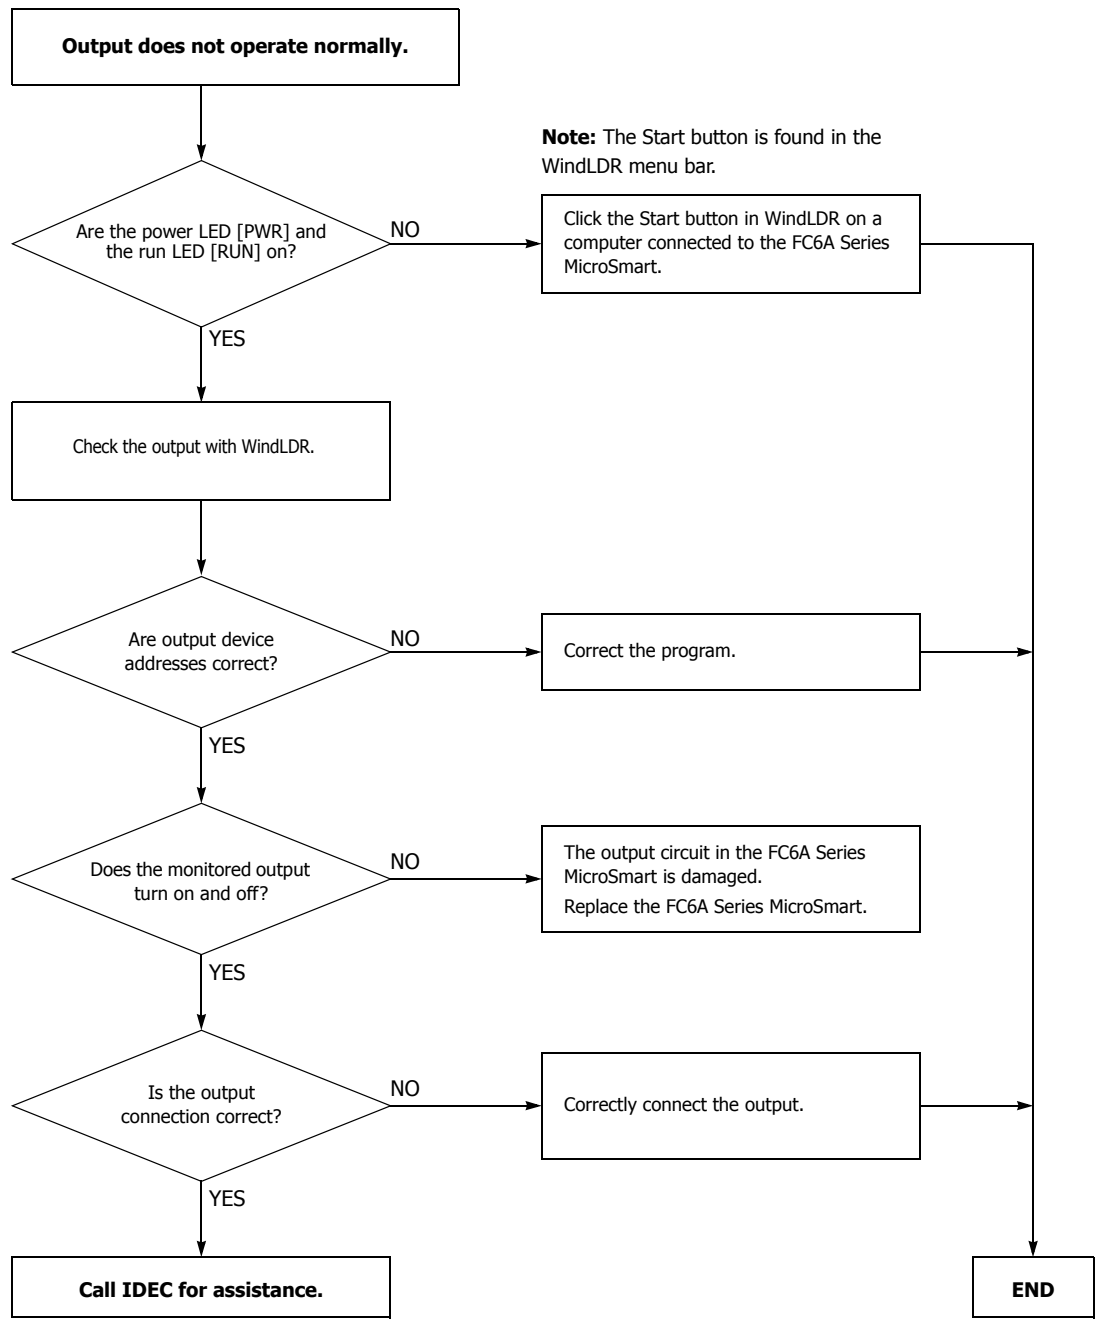 Output does not operate normally.
Note: The Start button is found in the
WindLDR menu bar.
Are the power LED [PWR] and
the run LED [RUN] on?
NO
Click the Start button in WindLDR on a
computer connected to the FC6A Series
MicroSmart.
YES
Check the output with WindLDR.
Are output device
addresses correct?
NO
Correct the program.
YES
Does the monitored output
turn on and off?
NO
The output circuit in the FC6A Series
MicroSmart is damaged.
Replace the FC6A Series MicroSmart.
YES
Is the output
connection correct?
NO
Correctly connect the output.
YES
Call IDEC for assistance.
END